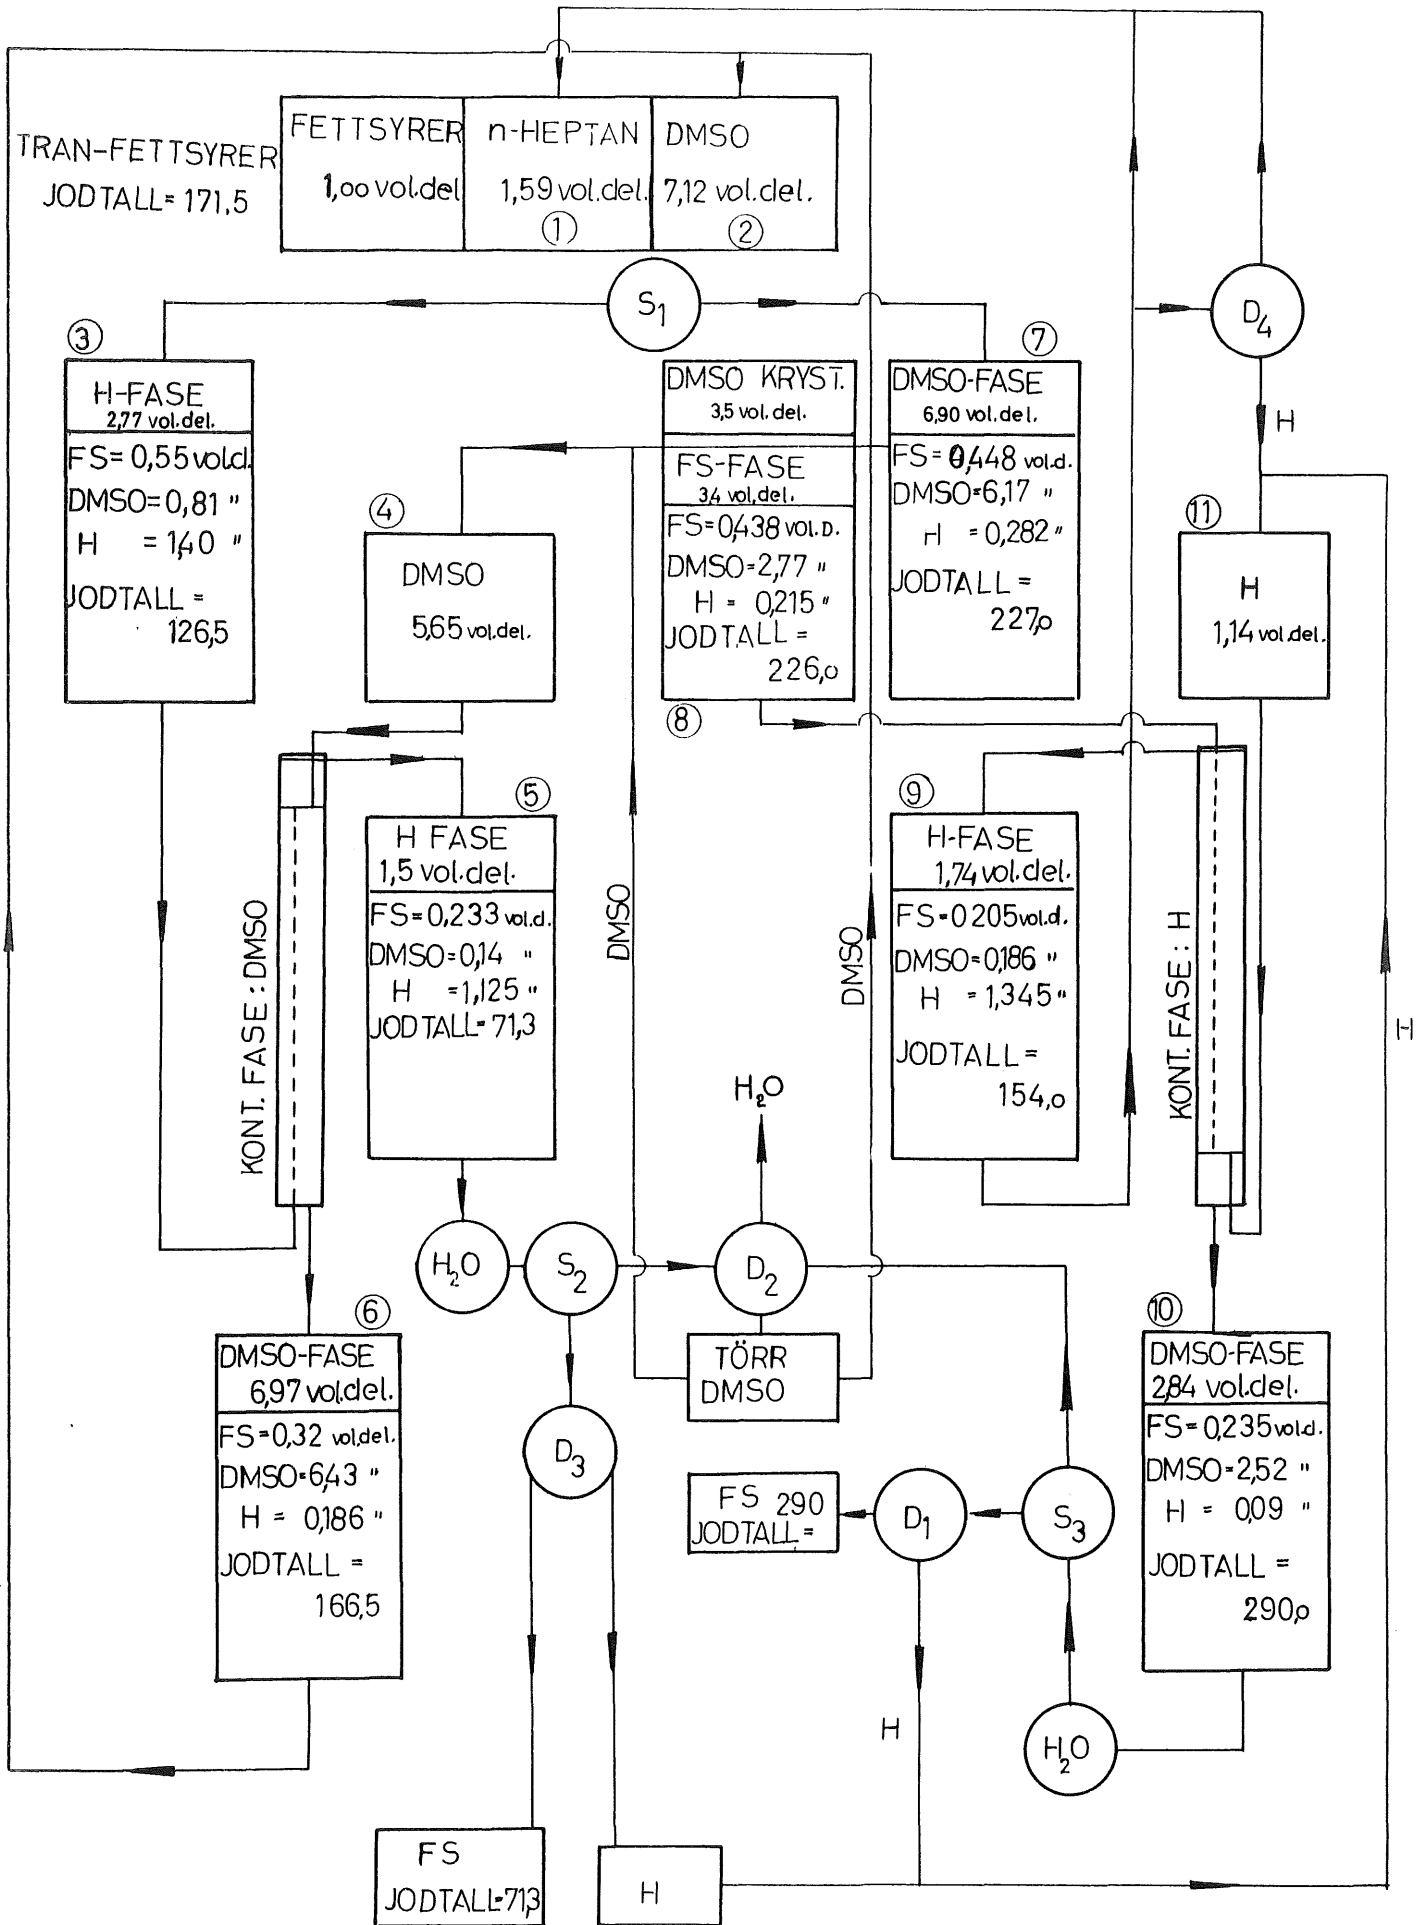 TRAN-FETTSYRER
JODTALL= 171,5
FETTSYRER
1,00 vol.del
n-HEPTAN
1,59 vol.del.
①
DMSO
7,12 vol.del.
②
S1
D4
H
③
H-FASE
2,77 vol.del.
FS= 0,55 vol.d.
DMSO=0,81 "
H = 1,40 "
JODTALL =
126,5
④
DMSO
5,65 vol.del.
DMSO KRYST.
3,5 vol.del.
FS-FASE
3,4 vol.del.
FS=0,438 VOL.D.
DMSO=2,77 "
H = 0,215 "
JODTALL =
226,0
⑧
⑦
DMSO-FASE
6,90 vol.del.
FS= 0,448 vol.d.
DMSO=6,17 "
H = 0,282 "
JODTALL =
227,0
⑪
H
1,14 vol.del.
KONT. FASE : DMSO
⑤
H FASE
1,5 vol.del.
FS=0,233 vol.d.
DMSO=0,14 "
H =1,125 "
JODTALL=71,3
DMSO
DMSO
⑨
H-FASE
1,74 vol.del.
FS=0 205 vol.d.
DMSO=0,186 "
H = 1,345 "
JODTALL =
154,0
KONT. FASE : H
H
H2O
H2O
S2
D2
TÖRR
DMSO
⑥
DMSO-FASE
6,97 vol.del.
FS=0,32 vol.del.
DMSO=6,43 "
H = 0,186 "
JODTALL =
166,5
D3
FS 290
JODTALL =
D1
S3
⑩
DMSO-FASE
2,84 vol.del.
FS=0,235 vol.d.
DMSO=2,52 "
H = 0,09 "
JODTALL =
290,0
H
H2O
FS
JODTALL=71,3
H